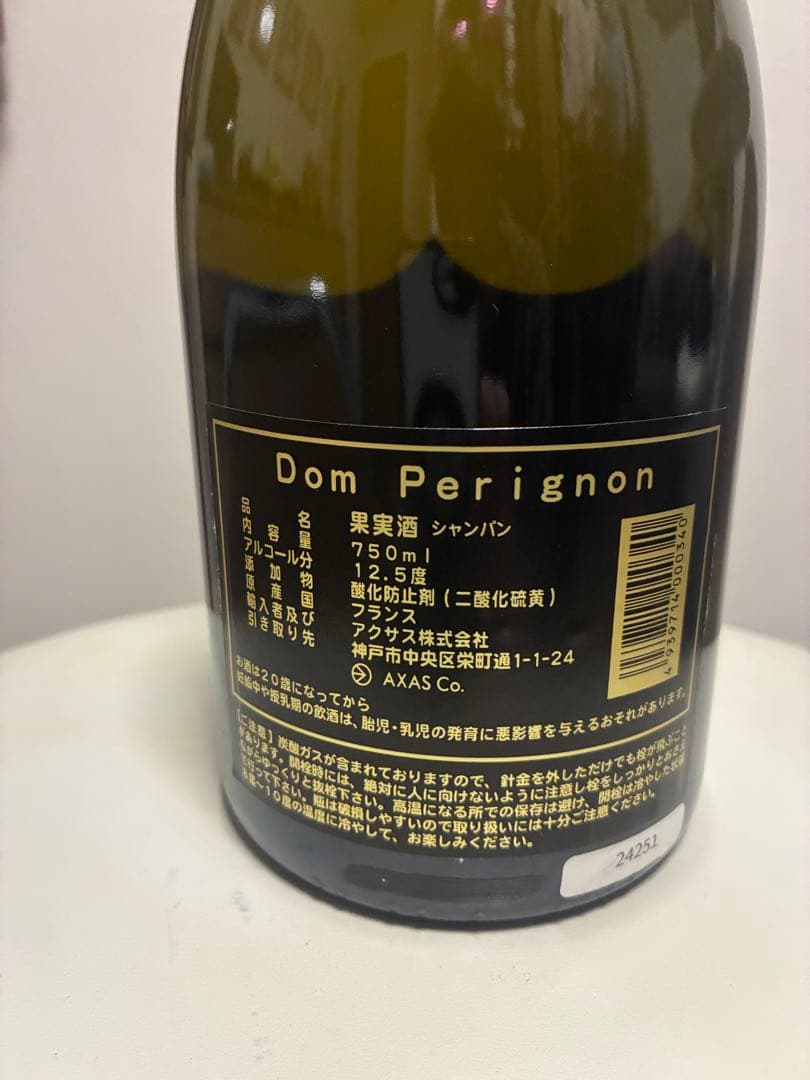 Dom Perignon
品名 果実酒 シャンパン
内容量 750ml
アルコール分 12.5度
添加物 酸化防止剤(二酸化硫黄)
原産国 フランス
輸入者及び アクサス株式会社
引き取り先 神戸市中央区栄町通1-1-24
AXAS Co.
4939714000340
お酒は20歳になってから
妊娠中や授乳期の飲酒は、胎児・乳児の発育に悪影響を与えるおそれがあります。
【ご注意】炭酸ガスが含まれておりますので、針金を外しただけでも栓が飛ぶこと
があります。開栓時には、絶対に人に向けないように注意し栓をしっかりとおさえ
ながらゆっくりと抜栓下さい。高温になる所での保存は避け、開栓は冷やした状態
で行って下さい。瓶は破損しやすいので取り扱いには十分ご注意ください。
～10度の温度に冷やして、お楽しみください。
24251